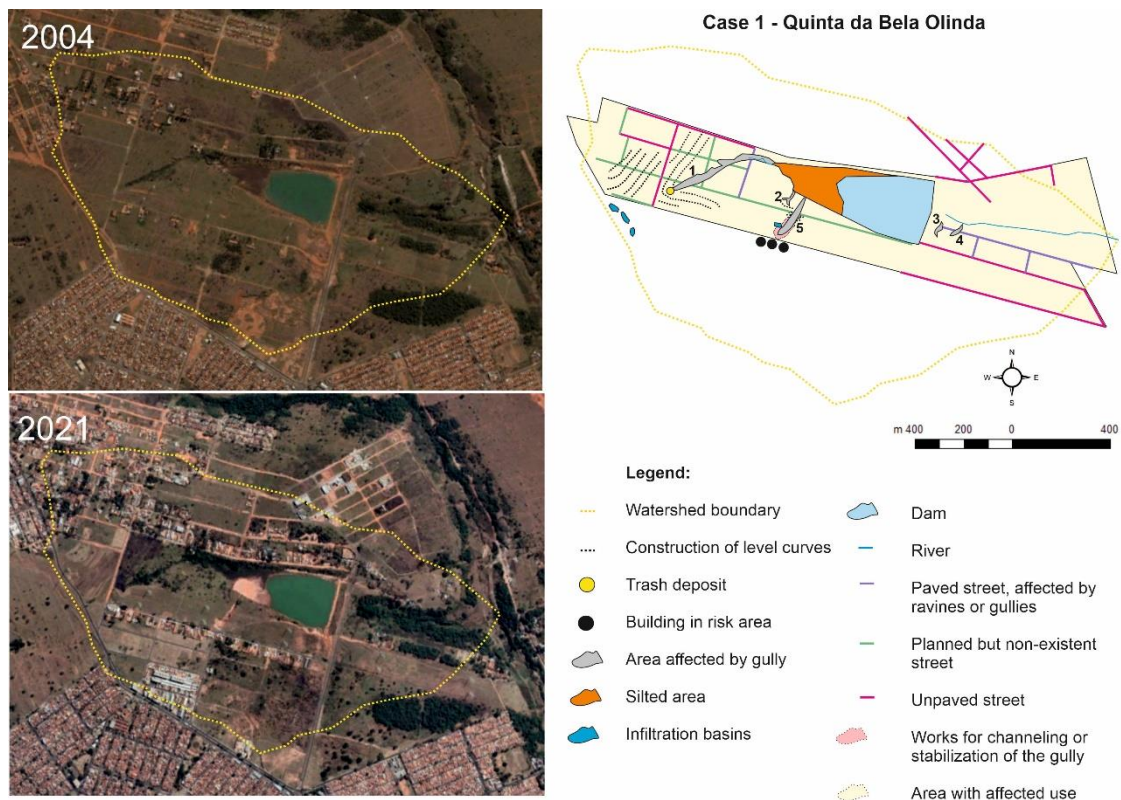 2004
2021
Case 1 - Quinta da Bela Olinda
1
2
5
3
4
N
W E
S
m 400 200 0 400
Legend:
Watershed boundary
Construction of level curves
Trash deposit
Building in risk area
Area affected by gully
Silted area
Infiltration basins
Dam
River
Paved street, affected by
ravines or gullies
Planned but non-existent
street
Unpaved street
Works for channeling or
stabilization of the gully
Area with affected use